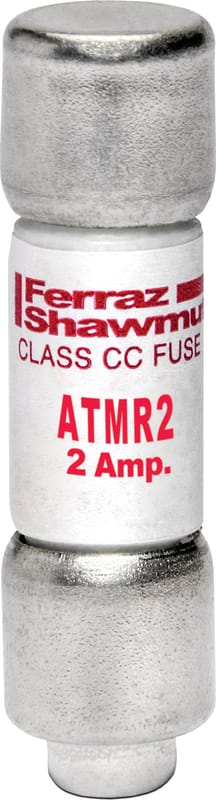 Ferraz
Shawmut
CLASS CC FUSE
ATMR2
2 Amp.